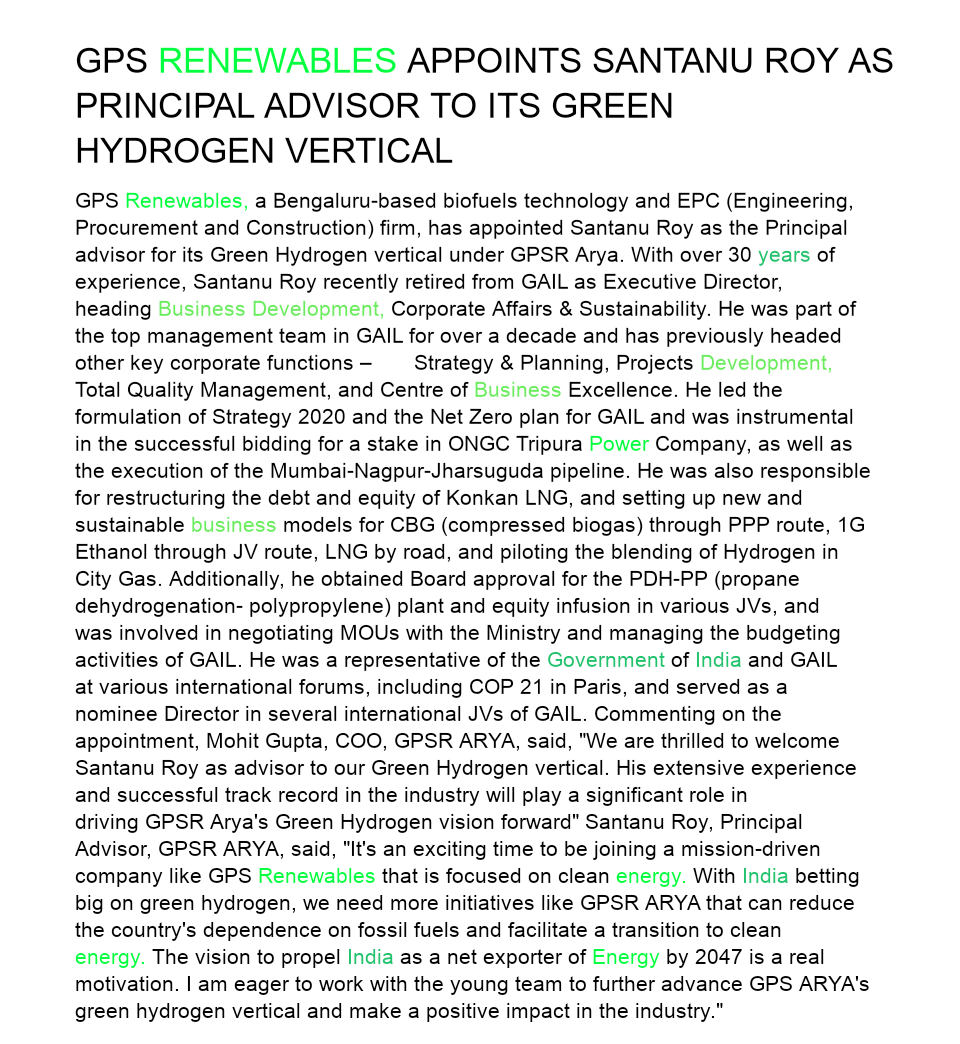 GPS RENEWABLES APPOINTS SANTANU ROY AS
PRINCIPAL ADVISOR TO ITS GREEN
HYDROGEN VERTICAL
GPS Renewables, a Bengaluru-based biofuels technology and EPC (Engineering,
Procurement and Construction) firm, has appointed Santanu Roy as the Principal
advisor for its Green Hydrogen vertical under GPSR Arya. With over 30 years of
experience, Santanu Roy recently retired from GAIL as Executive Director,
heading Business Development, Corporate Affairs & Sustainability. He was part of
the top management team in GAIL for over a decade and has previously headed
other key corporate functions – Strategy & Planning, Projects Development,
Total Quality Management, and Centre of Business Excellence. He led the
formulation of Strategy 2020 and the Net Zero plan for GAIL and was instrumental
in the successful bidding for a stake in ONGC Tripura Power Company, as well as
the execution of the Mumbai-Nagpur-Jharsuguda pipeline. He was also responsible
for restructuring the debt and equity of Konkan LNG, and setting up new and
sustainable business models for CBG (compressed biogas) through PPP route, 1G
Ethanol through JV route, LNG by road, and piloting the blending of Hydrogen in
City Gas. Additionally, he obtained Board approval for the PDH-PP (propane
dehydrogenation- polypropylene) plant and equity infusion in various JVs, and
was involved in negotiating MOUs with the Ministry and managing the budgeting
activities of GAIL. He was a representative of the Government of India and GAIL
at various international forums, including COP 21 in Paris, and served as a
nominee Director in several international JVs of GAIL. Commenting on the
appointment, Mohit Gupta, COO, GPSR ARYA, said, "We are thrilled to welcome
Santanu Roy as advisor to our Green Hydrogen vertical. His extensive experience
and successful track record in the industry will play a significant role in
driving GPSR Arya's Green Hydrogen vision forward" Santanu Roy, Principal
Advisor, GPSR ARYA, said, "It's an exciting time to be joining a mission-driven
company like GPS Renewables that is focused on clean energy. With India betting
big on green hydrogen, we need more initiatives like GPSR ARYA that can reduce
the country's dependence on fossil fuels and facilitate a transition to clean
energy. The vision to propel India as a net exporter of Energy by 2047 is a real
motivation. I am eager to work with the young team to further advance GPS ARYA's
green hydrogen vertical and make a positive impact in the industry."